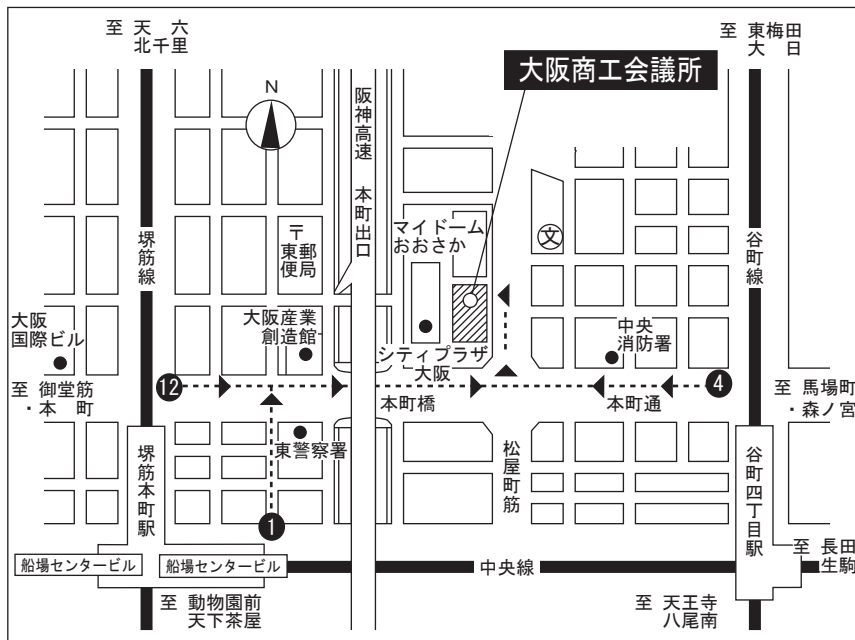 至 天　六
北千里
至 東梅田
大　日
大阪商工会議所
N
阪神高速　本町出口
マイドーム
おおさか
〒
東郵
便局
文
堺筋線
谷町線
大阪
国際ビル
大阪産業
創造館
シティプラザ
大阪
中央
消防署
至 御堂筋
・本　町
12
本町橋
本町通
4
至 馬場町
・森ノ宮
東警察署
堺筋本町駅
松屋町筋
谷町四丁目駅
1
船場センタービル
船場センタービル
中央線
至 長田
生駒
至 動物園前
天下茶屋
至 天王寺
八尾南